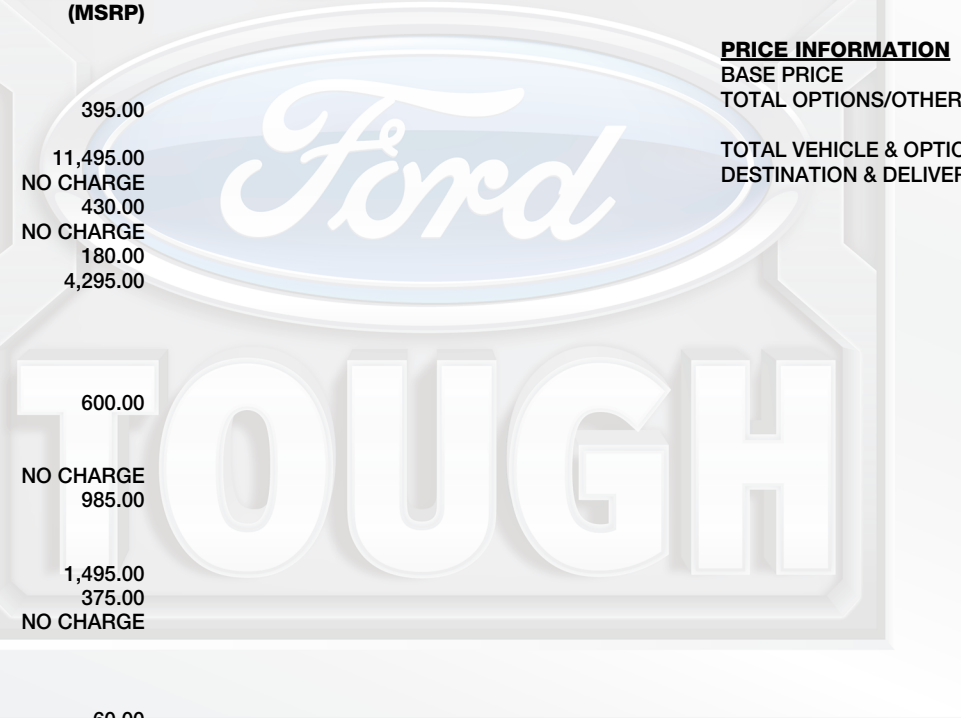 (MSRP)
395.00
11,495.00
NO CHARGE
430.00
NO CHARGE
180.00
4,295.00
600.00
NO CHARGE
985.00
1,495.00
375.00
NO CHARGE
60.00
PRICE INFORMATION
BASE PRICE
TOTAL OPTIONS/OTHER
TOTAL VEHICLE & OPTIO
DESTINATION & DELIVER
Ford
TOUGH